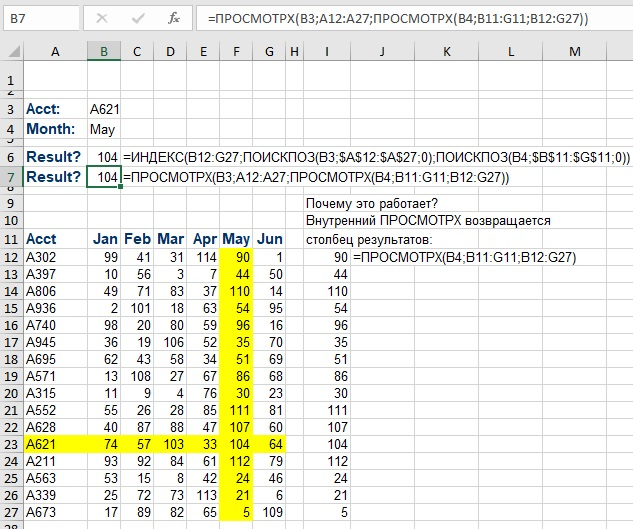 B7 fx =ПРОСМОТРХ(B3;A12:A27;ПРОСМОТРХ(B4;B11:G11;B12:G27))
A B C D E F G H I J K L M
1
2
3 Acct: A621
4 Month: May
5
6 Result? 104 =ИНДЕКС(B12:G27;ПОИСКПОЗ(B3;$A$12:$A$27;0);ПОИСКПОЗ(B4;$B$11:$G$11;0))
7 Result? 104 =ПРОСМОТРХ(B3;A12:A27;ПРОСМОТРХ(B4;B11:G11;B12:G27))
8
9 Почему это работает?
10 Внутренний ПРОСМОТРХ возвращается
11 Acct Jan Feb Mar Apr May Jun столбец результатов:
12 A302 99 41 31 114 90 1 90 =ПРОСМОТРХ(B4;B11:G11;B12:G27)
13 A397 10 56 3 7 44 50 44
14 A806 49 71 83 37 110 14 110
15 A936 2 101 18 63 54 95 54
16 A740 98 20 80 59 96 16 96
17 A945 36 19 106 52 35 70 35
18 A695 62 43 58 34 51 69 51
19 A571 13 108 27 67 86 68 86
20 A315 11 9 4 76 30 23 30
21 A552 55 26 28 85 111 81 111
22 A628 40 87 88 47 107 60 107
23 A621 74 57 103 33 104 64 104
24 A211 93 92 84 61 112 79 112
25 A563 53 15 8 42 24 46 24
26 A339 25 72 73 113 21 6 21
27 A673 17 89 82 65 5 109 5
28